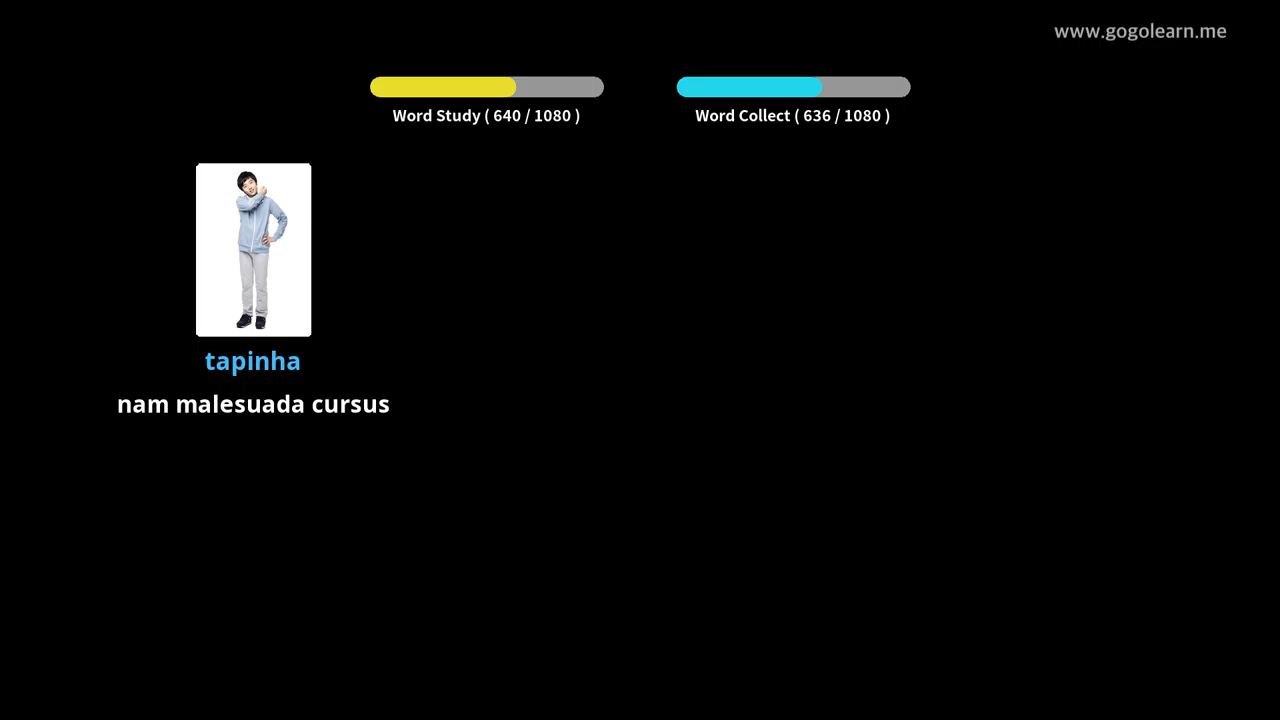 www.gogolearn.me
Word Study ( 640 / 1080 )
Word Collect ( 636 / 1080 )
tapinha
nam malesuada cursus